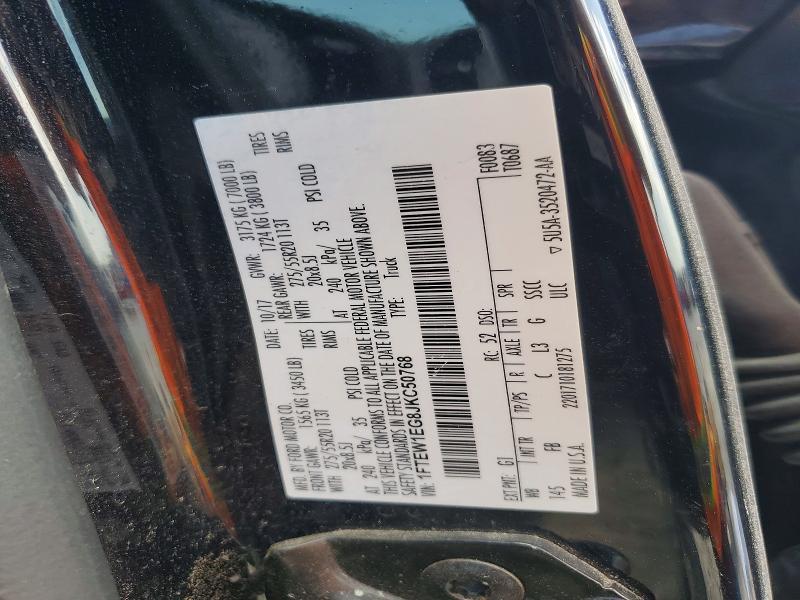 MFD. BY FORD MOTOR CO.
DATE: 10/17 GVWR: 3175 KG ( 7000 LB)
FRONT GAWR: 1565 KG ( 3450 LB) REAR GAWR: 1724 KG ( 3800 LB)
WITH 275/55R20 113T TIRES WITH 275/55R20 113T TIRES
20x8.5J RIMS 20x8.5J RIMS
AT 240 kPa/ 35 PSI COLD AT 240 kPa/ 35 PSI COLD
THIS VEHICLE CONFORMS TO ALL APPLICABLE FEDERAL MOTOR VEHICLE
SAFETY STANDARDS IN EFFECT ON THE DATE OF MANUFACTURE SHOWN ABOVE.
VIN: 1FTEW1EG8JKC50768 TYPE: Truck
F0083
EXT PNT: G1 RC: 52 DSO: T0687
WB INT TR TP/PS R AXLE TR SPR
145 FB C L3 G SSCC
MADE IN U.S.A. 2201710181275 ULC ▽ 5U5A-3520472-AA